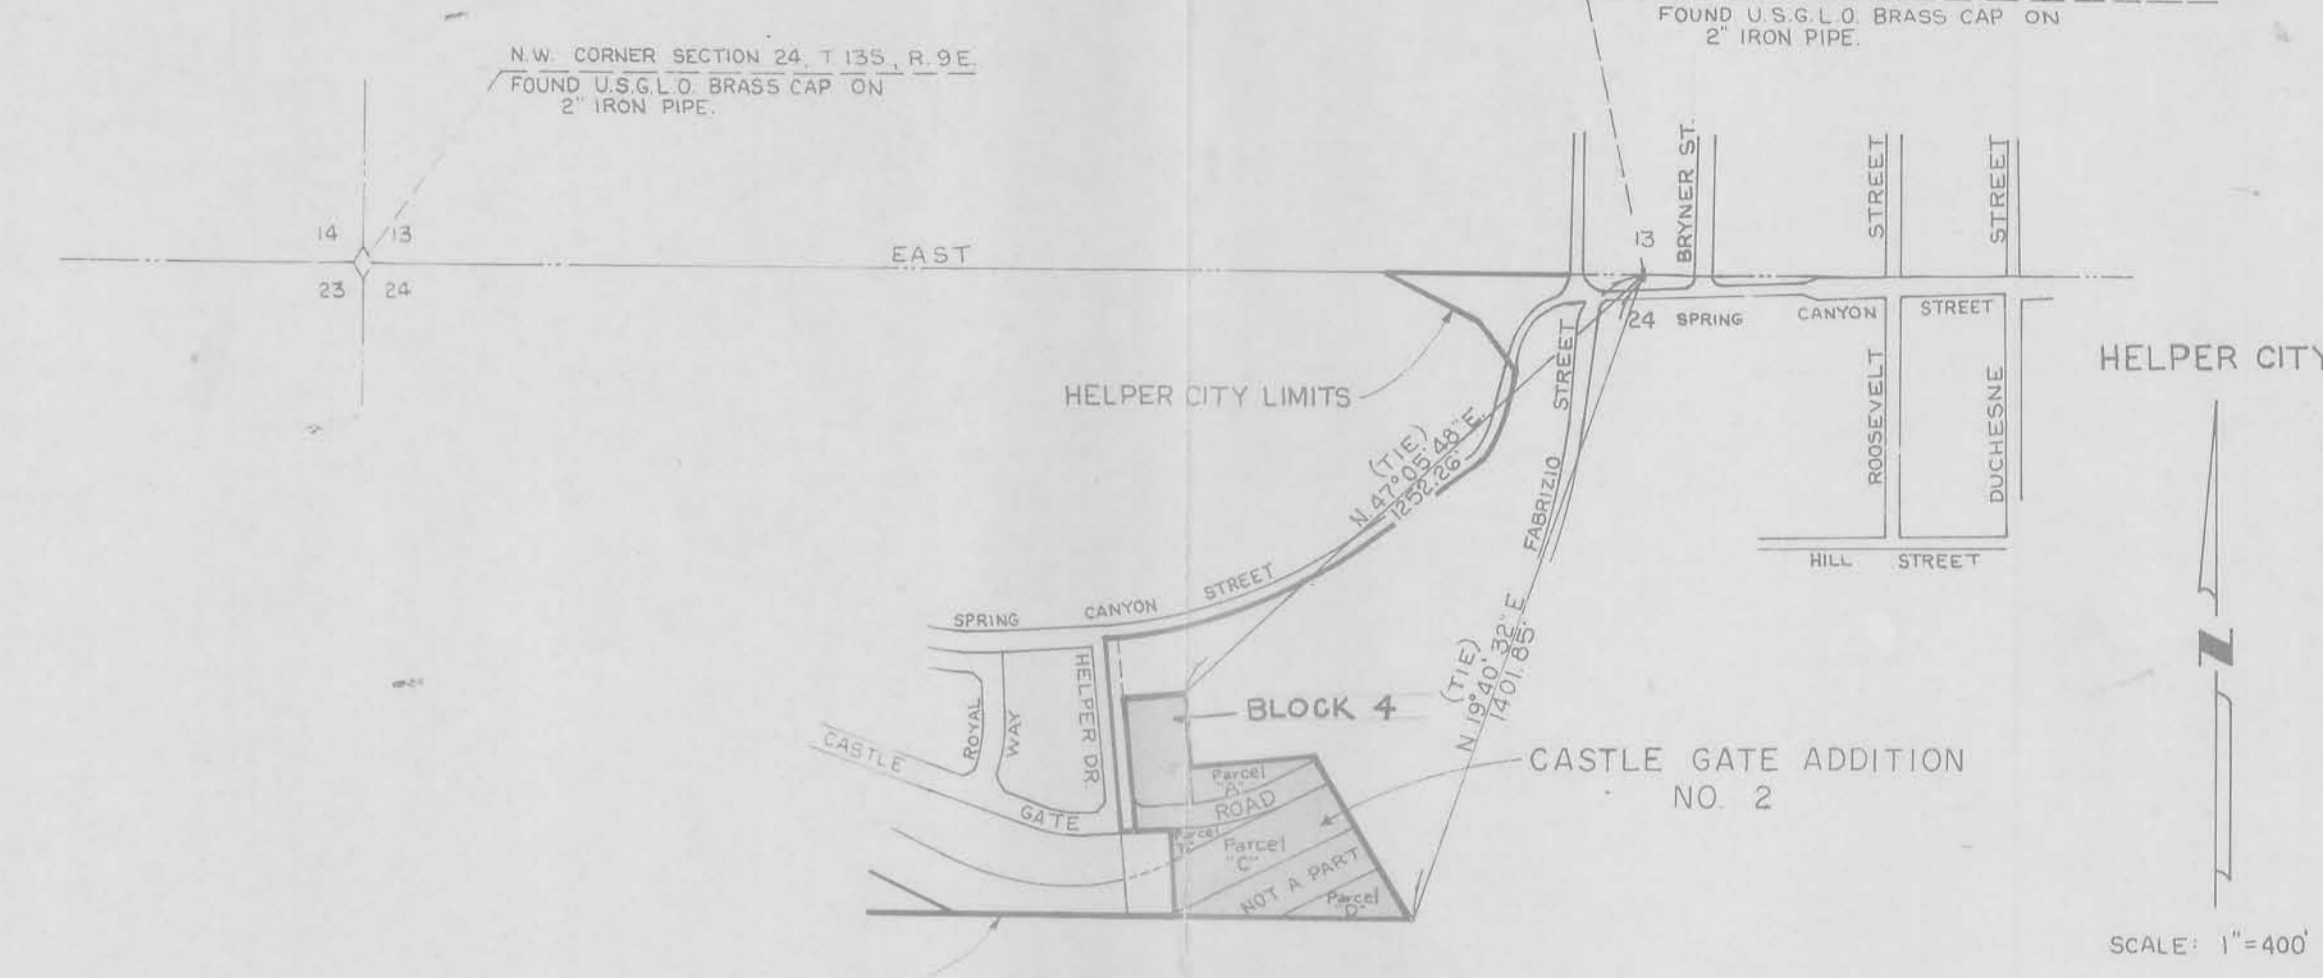 FOUND U.S.G.L.O. BRASS CAP ON
2" IRON PIPE.
N.W. CORNER SECTION 24, T 13S, R. 9E.
FOUND U.S.G.L.O. BRASS CAP ON
2" IRON PIPE.
14
13
23
24
EAST
13
24
BRYNER ST.
STREET
STREET
SPRING
CANYON
STREET
ROOSEVELT
DUCHESNE
HILL
STREET
HELPER CITY
HELPER CITY LIMITS
(TIE)
N. 47° 05' 48" E.
1252.26'
FABRIZIO
STREET
(TIE)
N 19° 40' 32" E
1401.85'
SPRING
CANYON
STREET
HELPER DR.
ROYAL
WAY
CASTLE
GATE
ROAD
BLOCK 4
Parcel
"A"
Parcel
Parcel
"C"
NOT A PART
Parcel
"D"
CASTLE GATE ADDITION
NO. 2
Z
SCALE: 1"=400'